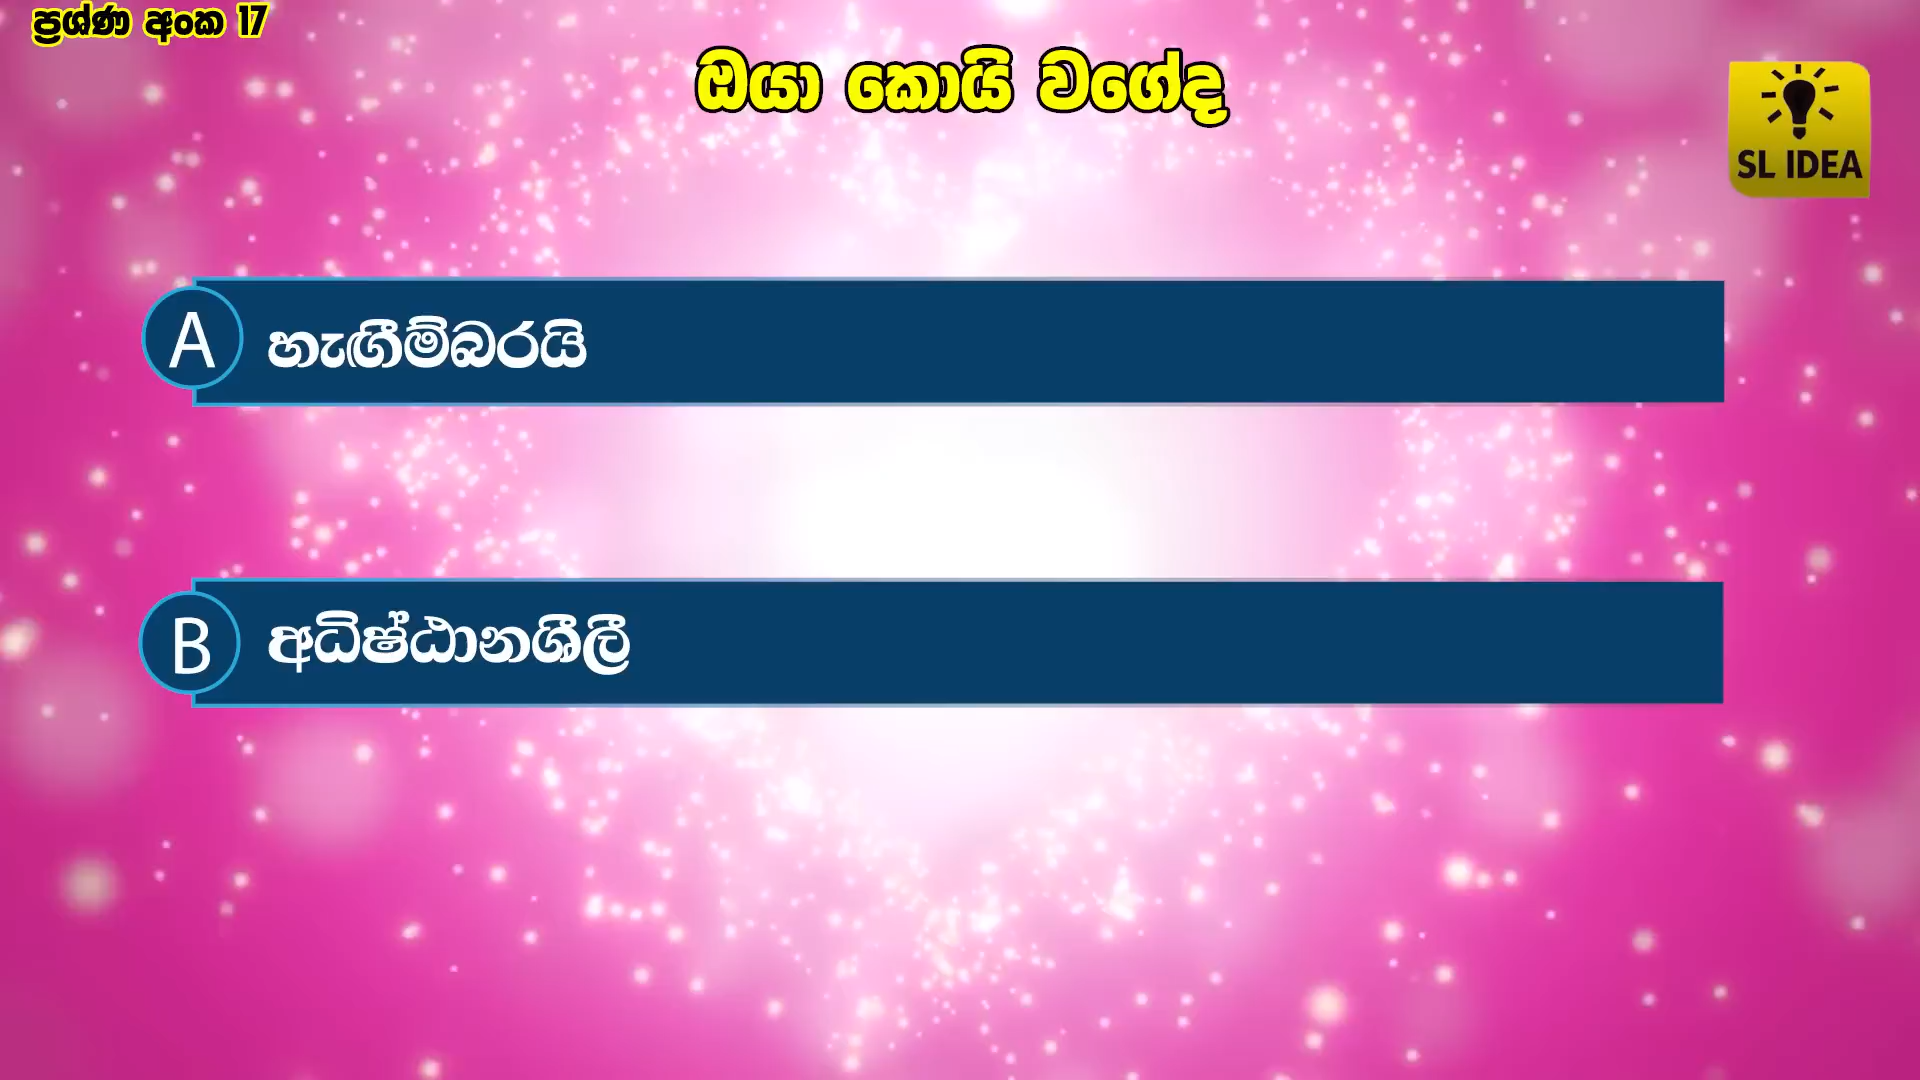 ප්‍රශ්ණ අංක 17
ඔයා කොයි වගේද
SL IDEA
A හැඟීම්බරයි
B අධිෂ්ඨානශීලී